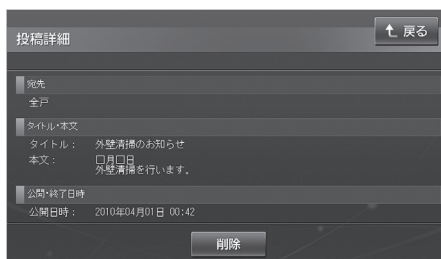 戻る
投稿詳細
宛先
全戸
タイトル・本文
タイトル： 外壁清掃のお知らせ
本文： □月□日
外壁清掃を行います。
公開・終了日時
公開日時： 2010年04月01日 00:42
削除